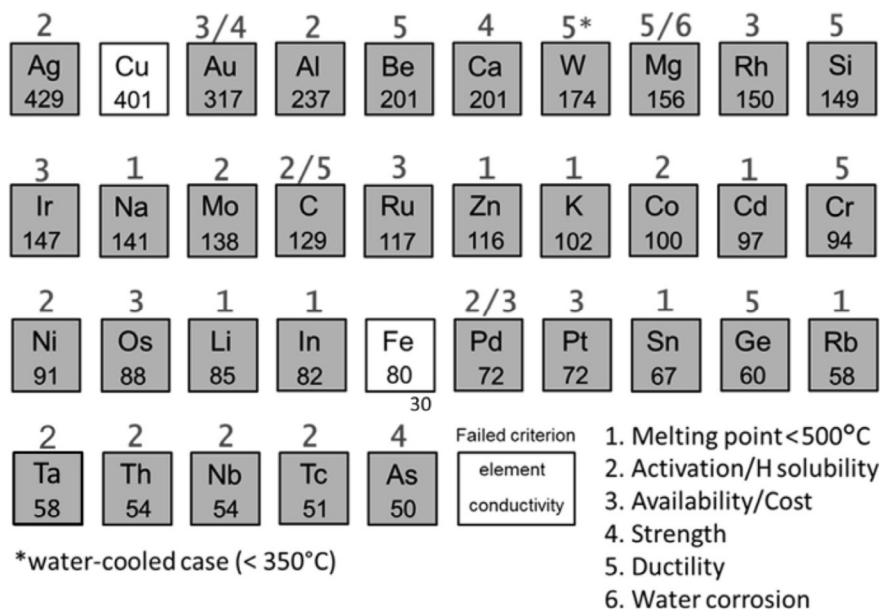 2 3/4 2 5 4 5* 5/6 3 5
Ag Cu Au Al Be Ca W Mg Rh Si
429 401 317 237 201 201 174 156 150 149
3 1 2 2/5 3 1 1 2 1 5
Ir Na Mo C Ru Zn K Co Cd Cr
147 141 138 129 117 116 102 100 97 94
2 3 1 1 2/3 3 1 5 1
Ni Os Li In Fe Pd Pt Sn Ge Rb
91 88 85 82 80 72 72 67 60 58
30
2 2 2 2 4
Ta Th Nb Tc As
58 54 54 51 50
Failed criterion
element
conductivity
*water-cooled case (< 350°C)
1. Melting point<500°C
2. Activation/H solubility
3. Availability/Cost
4. Strength
5. Ductility
6. Water corrosion